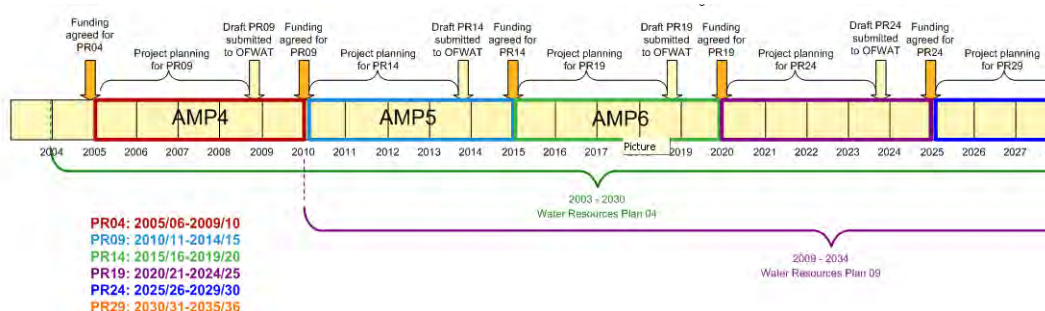 Funding
agreed for
PR04
Project planning
for PR09
Draft PR09
submitted
to OFWAT
Funding
agreed for
PR09
Project planning
for PR14
Draft PR14
submitted
to OFWAT
Funding
agreed for
PR14
Project planning
for PR19
Draft PR19
submitted
to OFWAT
Funding
agreed for
PR19
Project planning
for PR24
Draft PR24
submitted
to OFWAT
Funding
agreed for
PR24
Project planning
for PR29
AMP4 AMP5 AMP6
Picture
2004 2005 2006 2007 2008 2009 2010 2011 2012 2013 2014 2015 2016 2017 2019 2020 2021 2022 2023 2024 2025 2026 2027
2003 - 2030
Water Resources Plan 04
2009 - 2034
Water Resources Plan 09
PR04: 2005/06-2009/10
PR09: 2010/11-2014/15
PR14: 2015/16-2019/20
PR19: 2020/21-2024/25
PR24: 2025/26-2029/30
PR29: 2030/31-2035/36